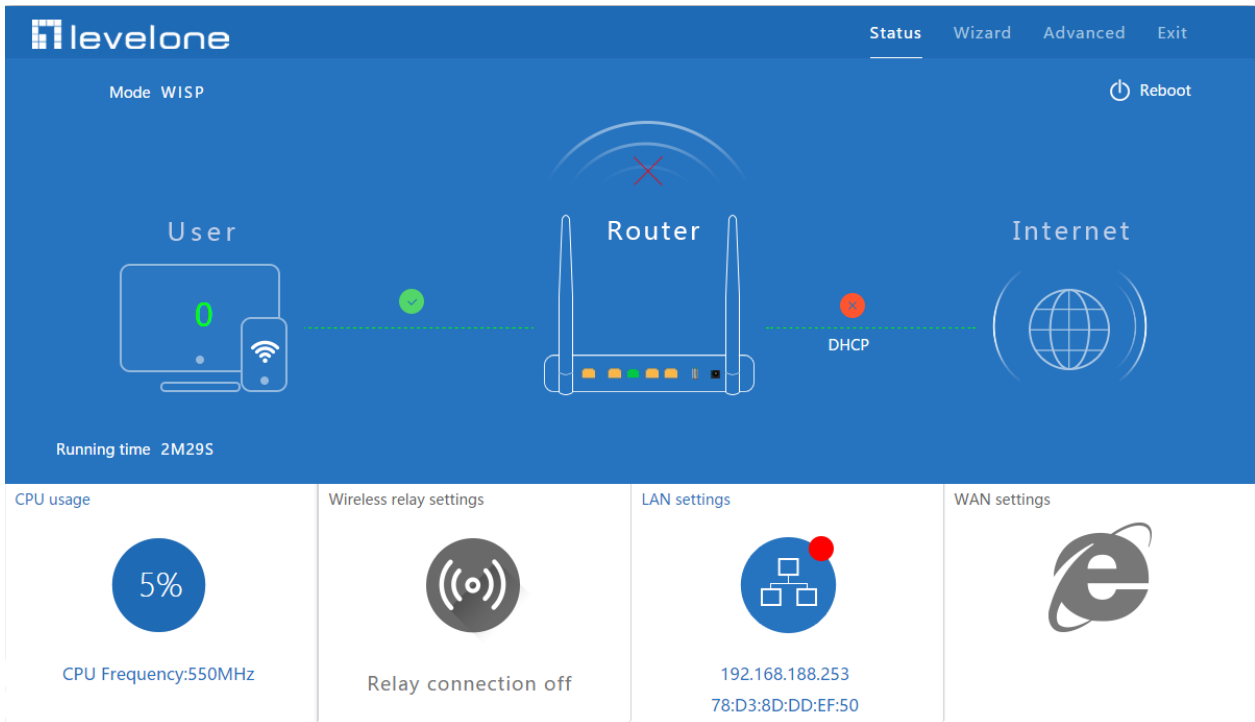 levelone
Status Wizard Advanced Exit
Mode WISP
Reboot
User
Router
Internet
0
DHCP
Running time 2M29S
CPU usage
Wireless relay settings
LAN settings
WAN settings
5%
CPU Frequency:550MHz
Relay connection off
192.168.188.253
78:D3:8D:DD:EF:50